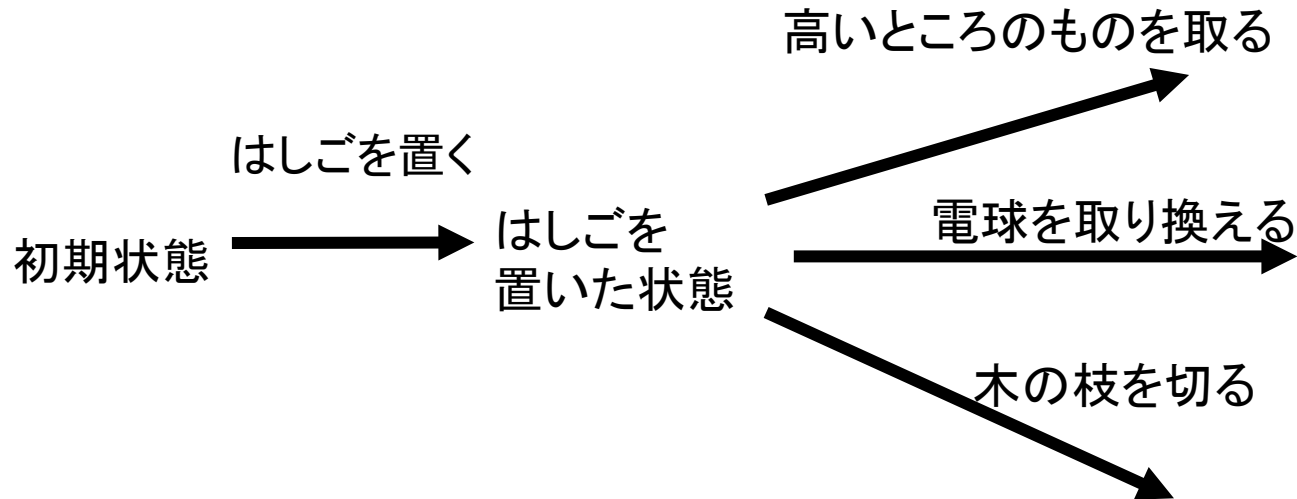 高いところのものを取る
はしごを置く
初期状態
はしごを
置いた状態
電球を取り換える
木の枝を切る